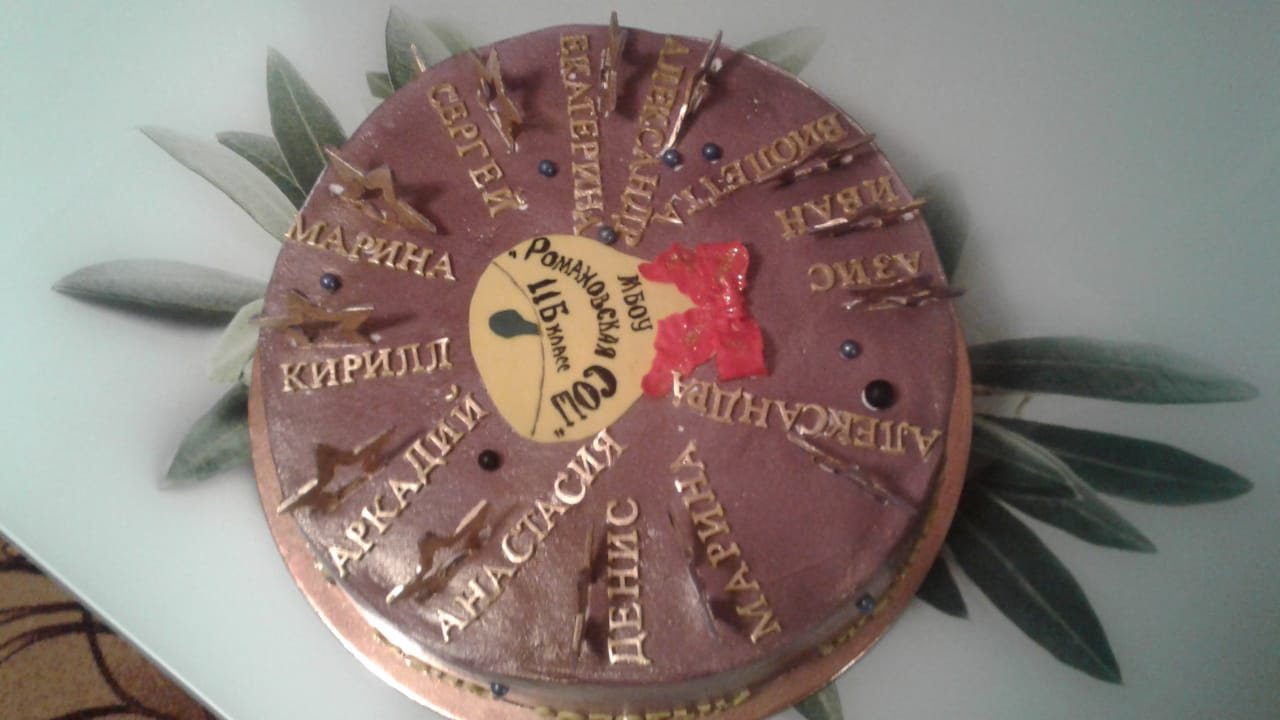 МБОУ
"РОМАНОВСКАЯ СОШ"
11Б класс
ЕКАТЕРИНА
АЛЕКСАНДР
ВИОЛЕТТА
ИВАН
АЗИС
АЛЕКСАНДРА
МАРИНА
ДЕНИС
АНАСТАСИЯ
АРКАДИЙ
КИРИЛЛ
МАРИНА
СЕРГЕЙ